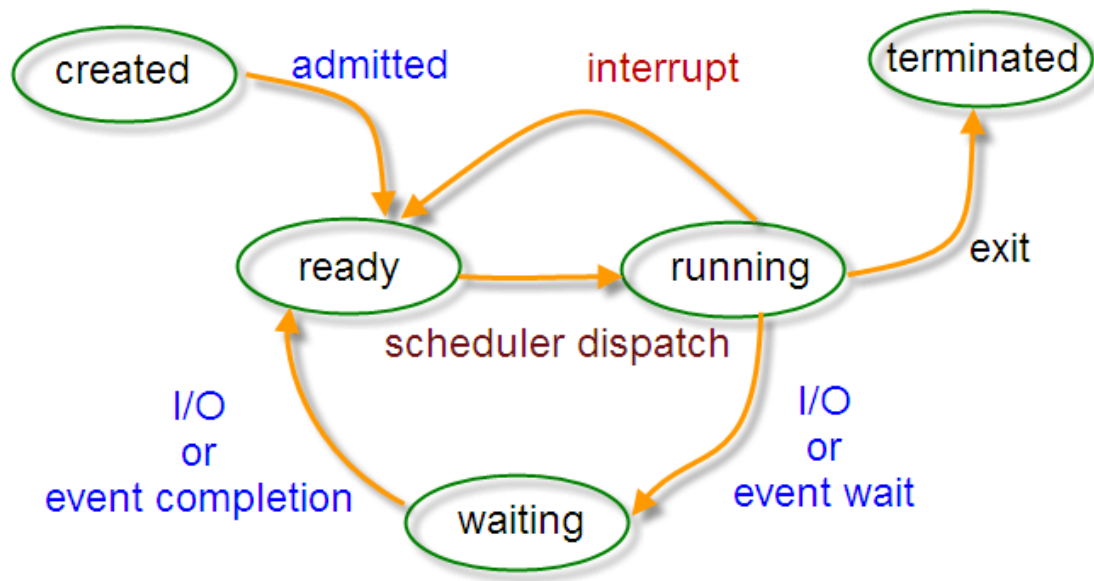 created
admitted
interrupt
terminated
ready
running
exit
scheduler dispatch
I/O
or
event completion
I/O
or
event wait
waiting